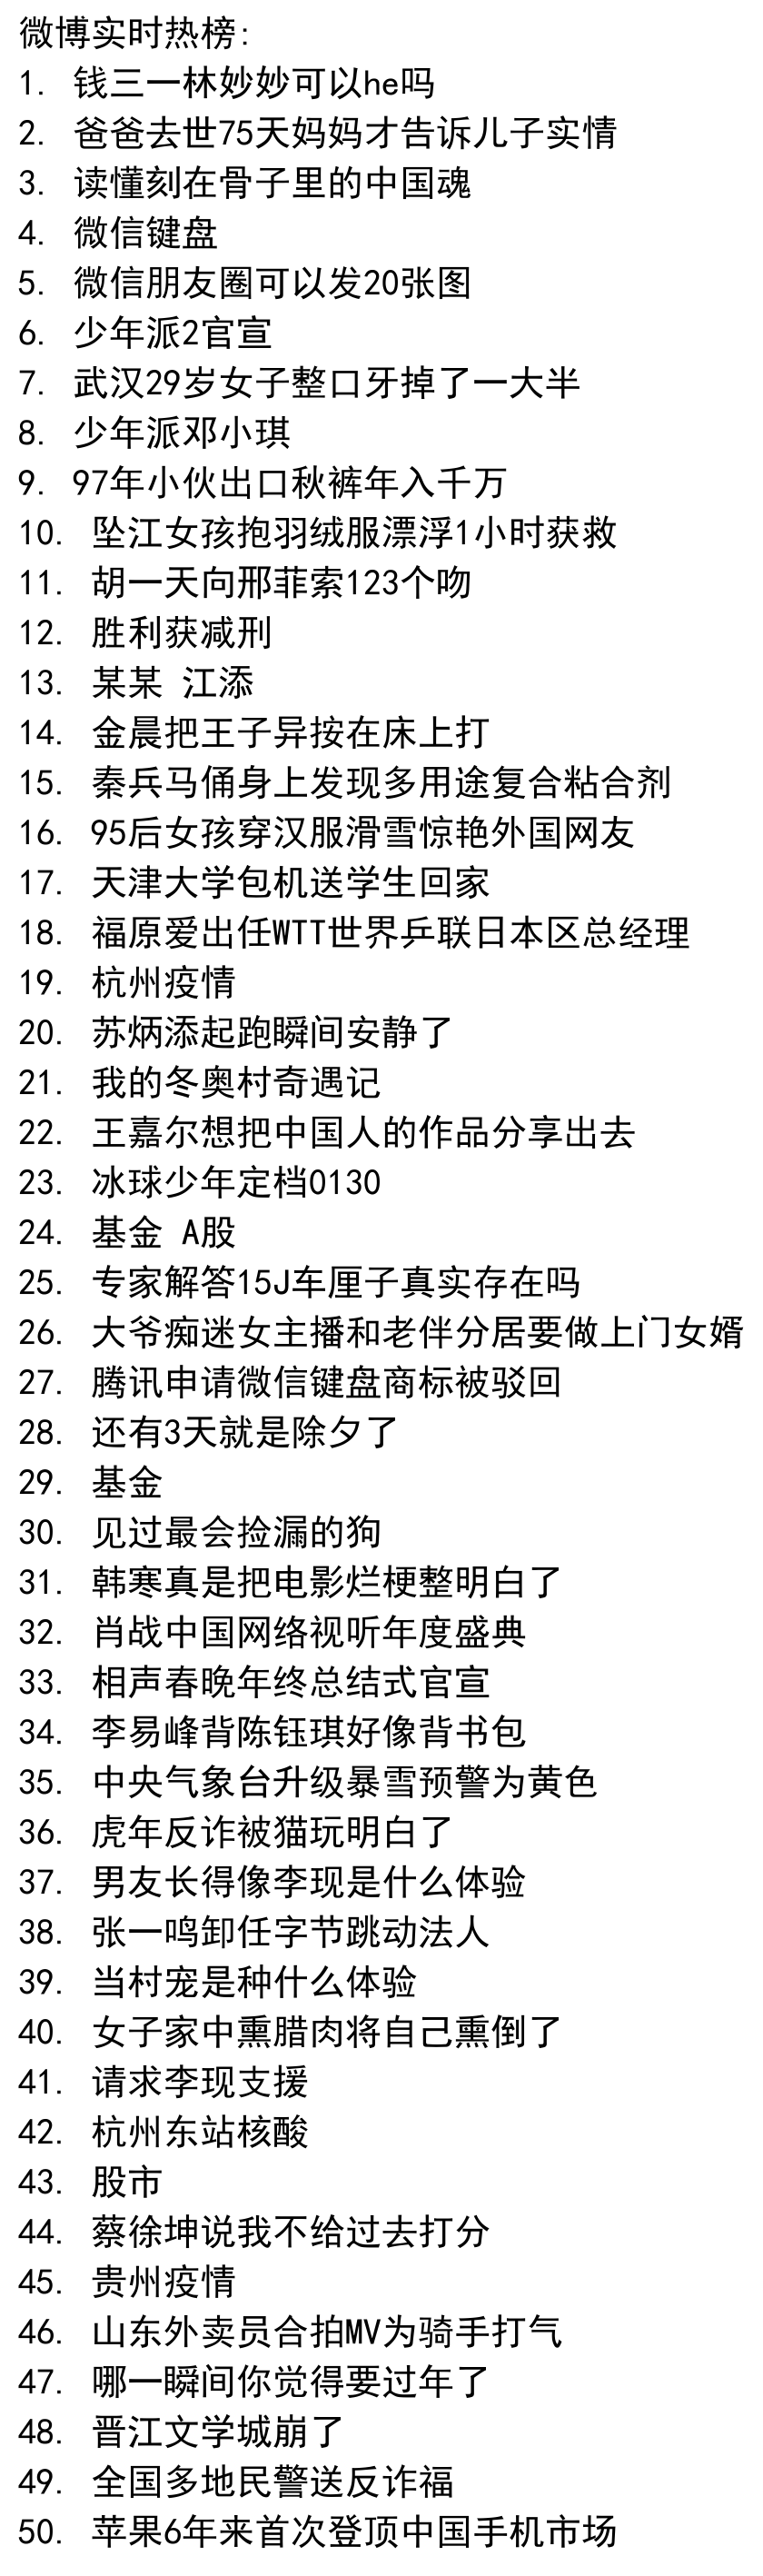 微博实时热榜:
1. 钱三一林妙妙可以he吗
2. 爸爸去世75天妈妈才告诉儿子实情
3. 读懂刻在骨子里的中国魂
4. 微信键盘
5. 微信朋友圈可以发20张图
6. 少年派2官宣
7. 武汉29岁女子整口牙掉了一大半
8. 少年派邓小琪
9. 97年小伙出口秋裤年入千万
10. 坠江女孩抱羽绒服漂浮1小时获救
11. 胡一天向邢菲索123个吻
12. 胜利获减刑
13. 某某 江添
14. 金晨把王子异按在床上打
15. 秦兵马俑身上发现多用途复合粘合剂
16. 95后女孩穿汉服滑雪惊艳外国网友
17. 天津大学包机送学生回家
18. 福原爱出任WTT世界乒联日本区总经理
19. 杭州疫情
20. 苏炳添起跑瞬间安静了
21. 我的冬奥村奇遇记
22. 王嘉尔想把中国人的作品分享出去
23. 冰球少年定档0130
24. 基金 A股
25. 专家解答15J车厘子真实存在吗
26. 大爷痴迷女主播和老伴分居要做上门女婿
27. 腾讯申请微信键盘商标被驳回
28. 还有3天就是除夕了
29. 基金
30. 见过最会捡漏的狗
31. 韩寒真是把电影烂梗整明白了
32. 肖战中国网络视听年度盛典
33. 相声春晚年终总结式官宣
34. 李易峰背陈钰琪好像背书包
35. 中央气象台升级暴雪预警为黄色
36. 虎年反诈被猫玩明白了
37. 男友长得像李现是什么体验
38. 张一鸣卸任字节跳动法人
39. 当村宠是种什么体验
40. 女子家中熏腊肉将自己熏倒了
41. 请求李现支援
42. 杭州东站核酸
43. 股市
44. 蔡徐坤说我不给过去打分
45. 贵州疫情
46. 山东外卖员合拍MV为骑手打气
47. 哪一瞬间你觉得要过年了
48. 晋江文学城崩了
49. 全国多地民警送反诈福
50. 苹果6年来首次登顶中国手机市场